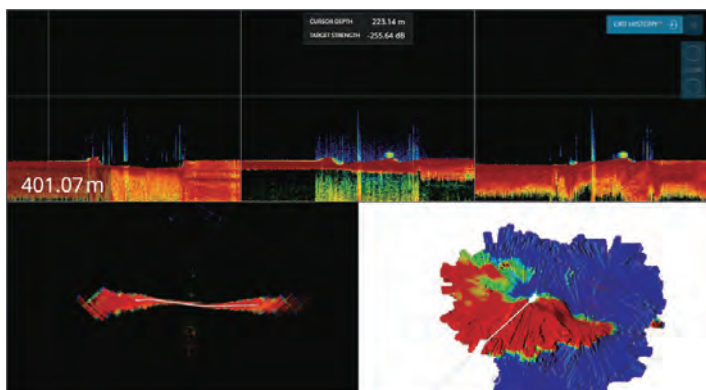 CURSOR DEPTH 223.14 m
TARGET STRENGTH -255.64 dB
401.07 m